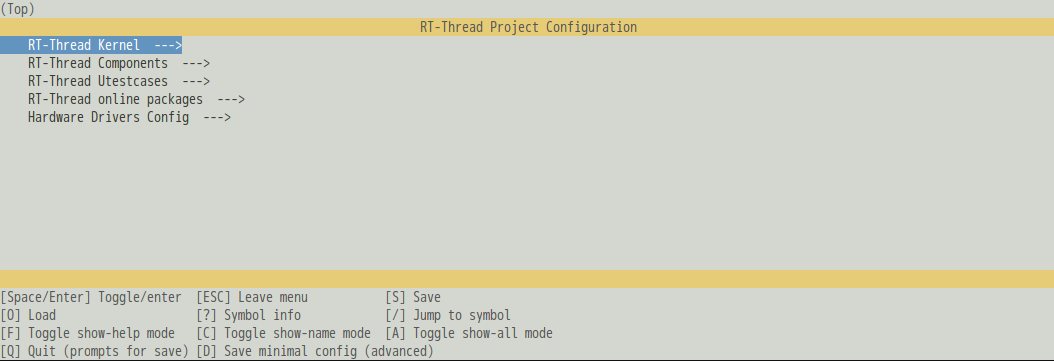 (Top)
RT-Thread Project Configuration
RT-Thread Kernel  --->
RT-Thread Components  --->
RT-Thread Utestcases  --->
RT-Thread online packages  --->
Hardware Drivers Config  --->
[Space/Enter] Toggle/enter  [ESC] Leave menu           [S] Save
[O] Load                    [?] Symbol info            [/] Jump to symbol
[F] Toggle show-help mode   [C] Toggle show-name mode  [A] Toggle show-all mode
[Q] Quit (prompts for save) [D] Save minimal config (advanced)